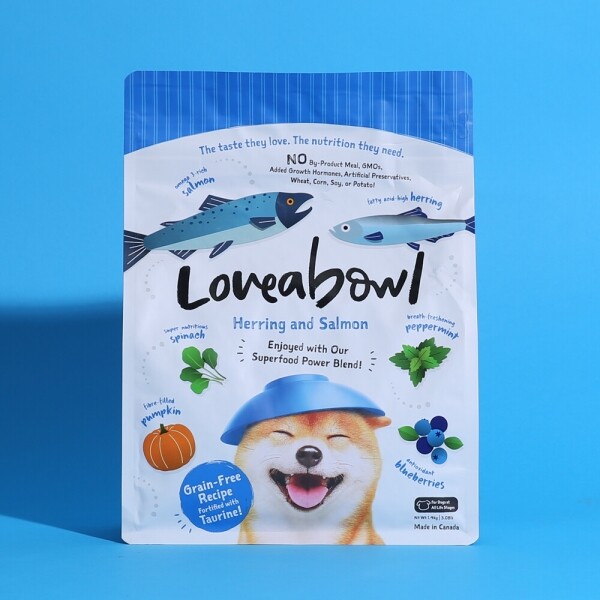 The taste they love. The nutrition they need.
NO By-Product Meal, GMOs,
Added Growth Hormones, Artificial Preservatives,
Wheat, Corn, Soy, or Potato!
omega 3-rich
salmon
fatty acid-high herring
Loveabowl
Herring and Salmon
Enjoyed with Our
Superfood Power Blend!
super nutritious
spinach
breath freshening
peppermint
fibre-filled
pumpkin
antioxidant
blueberries
Grain-Free
Recipe
Fortified with
Taurine!
For Dogs of
All Life Stages
Made in Canada